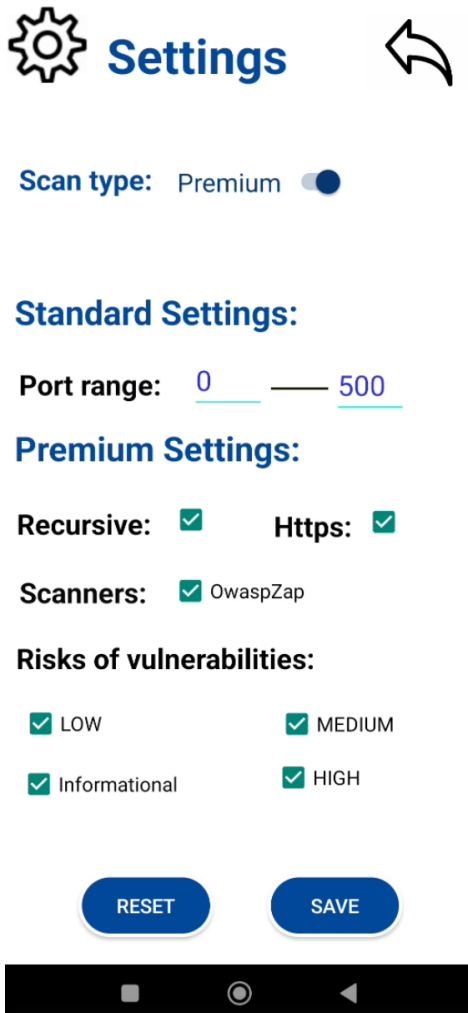 Settings
Scan type: Premium
Standard Settings:
Port range: 0 500
Premium Settings:
Recursive: Https:
Scanners: OwaspZap
Risks of vulnerabilities:
LOW MEDIUM
Informational HIGH
RESET SAVE